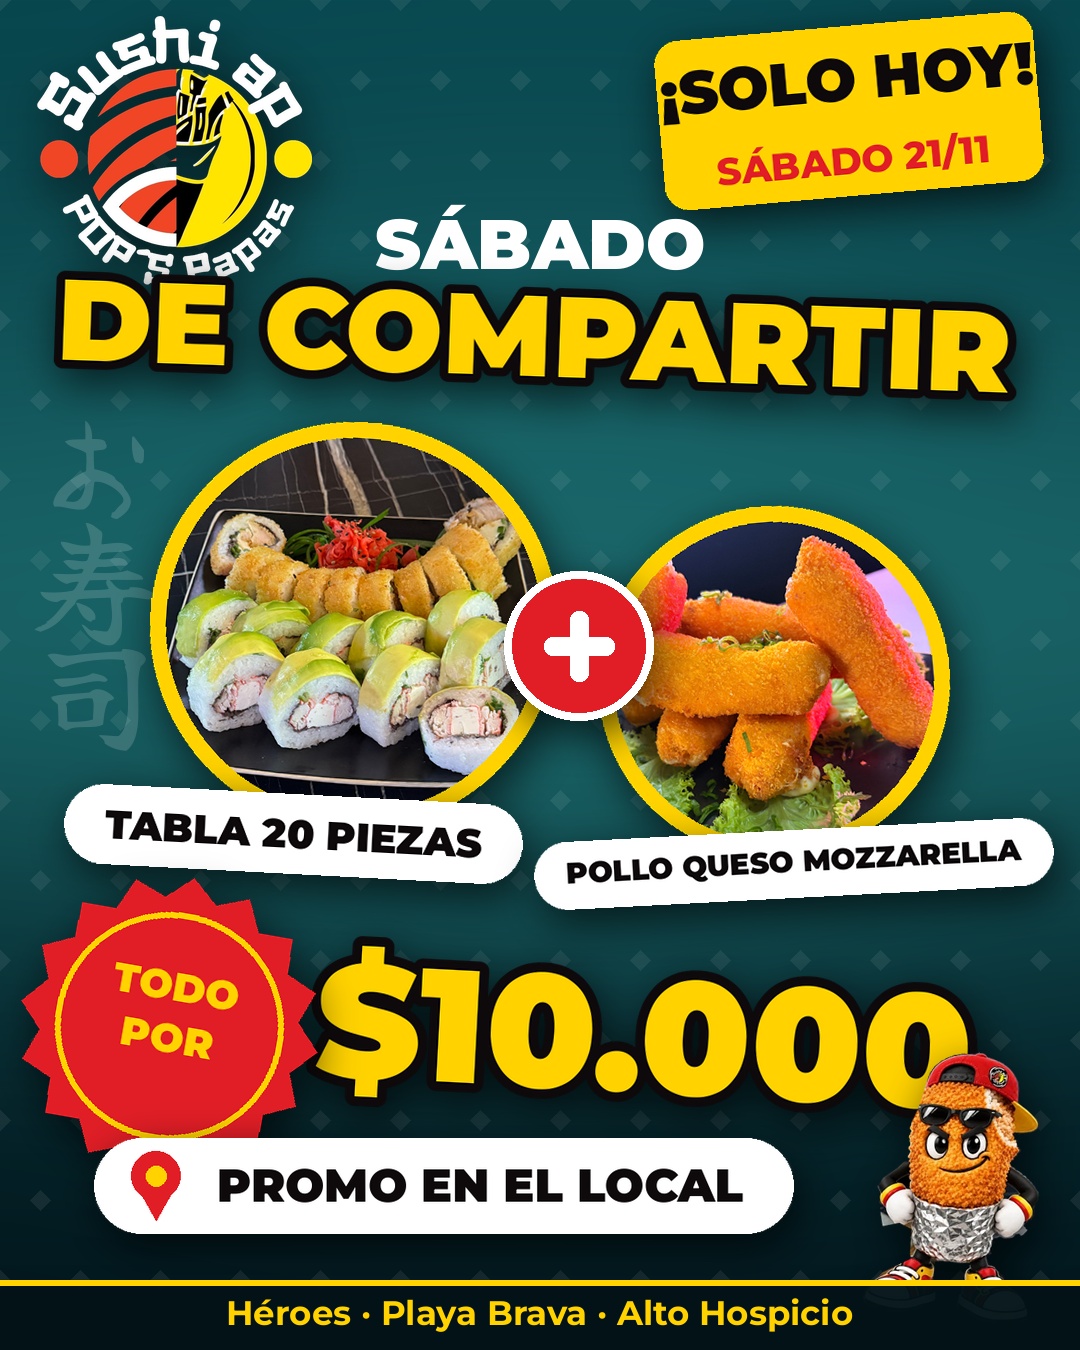 Sushi ap
POP'S Papas
¡SOLO HOY!
SÁBADO 21/11
SÁBADO
DE COMPARTIR
お寿司
TABLA 20 PIEZAS
POLLO QUESO MOZZARELLA
TODO
POR
$10.000
PROMO EN EL LOCAL
Héroes · Playa Brava · Alto Hospicio